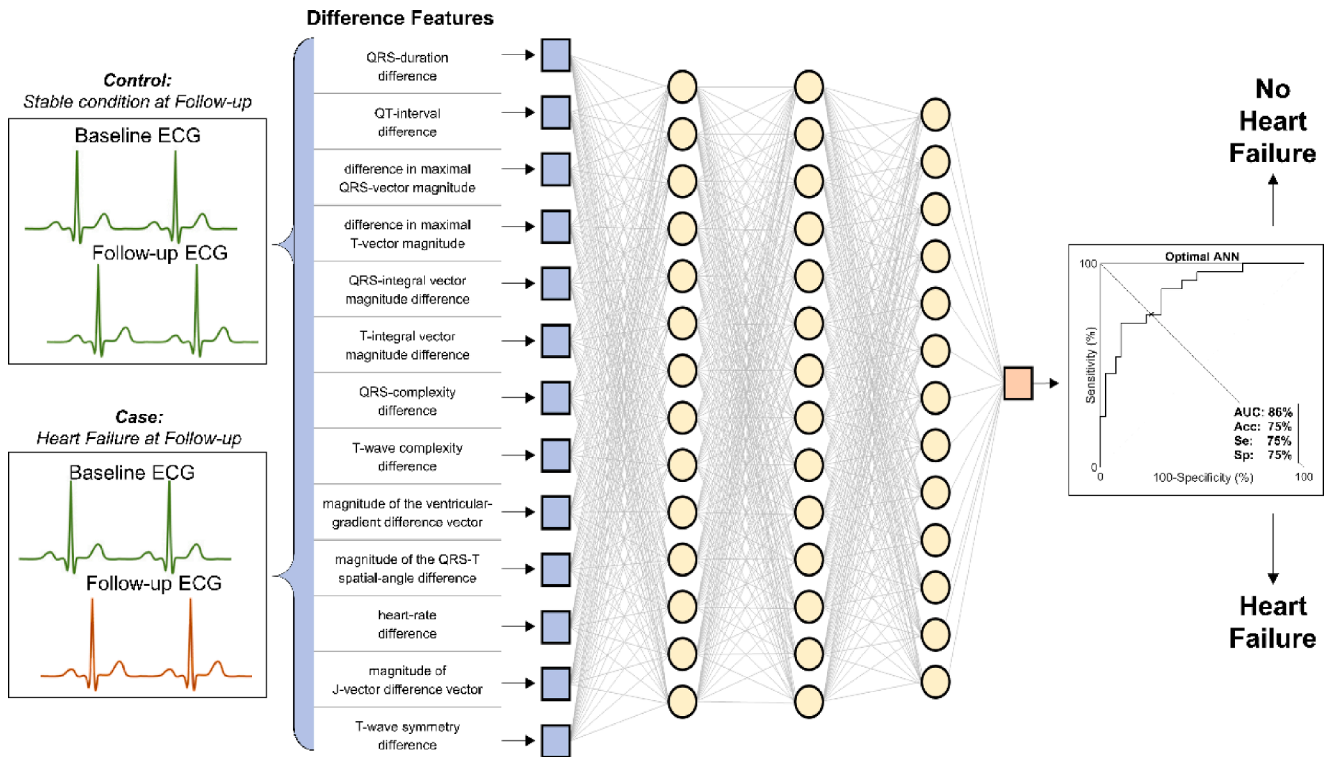 Difference Features
Control:
Stable condition at Follow-up
Baseline ECG
Follow-up ECG
Case:
Heart Failure at Follow-up
Baseline ECG
Follow-up ECG
QRS-duration
difference
QT-interval
difference
difference in maximal
QRS-vector magnitude
difference in maximal
T-vector magnitude
QRS-integral vector
magnitude difference
T-integral vector
magnitude difference
QRS-complexity
difference
T-wave complexity
difference
magnitude of the ventricular-
gradient difference vector
magnitude of the QRS-T
spatial-angle difference
heart-rate
difference
magnitude of
J-vector difference vector
T-wave symmetry
difference
No
Heart
Failure
Optimal ANN
100
Sensitivity (%)
AUC: 86%
Acc: 75%
Se: 75%
Sp: 75%
0
0
100-Specificity (%)
100
Heart
Failure